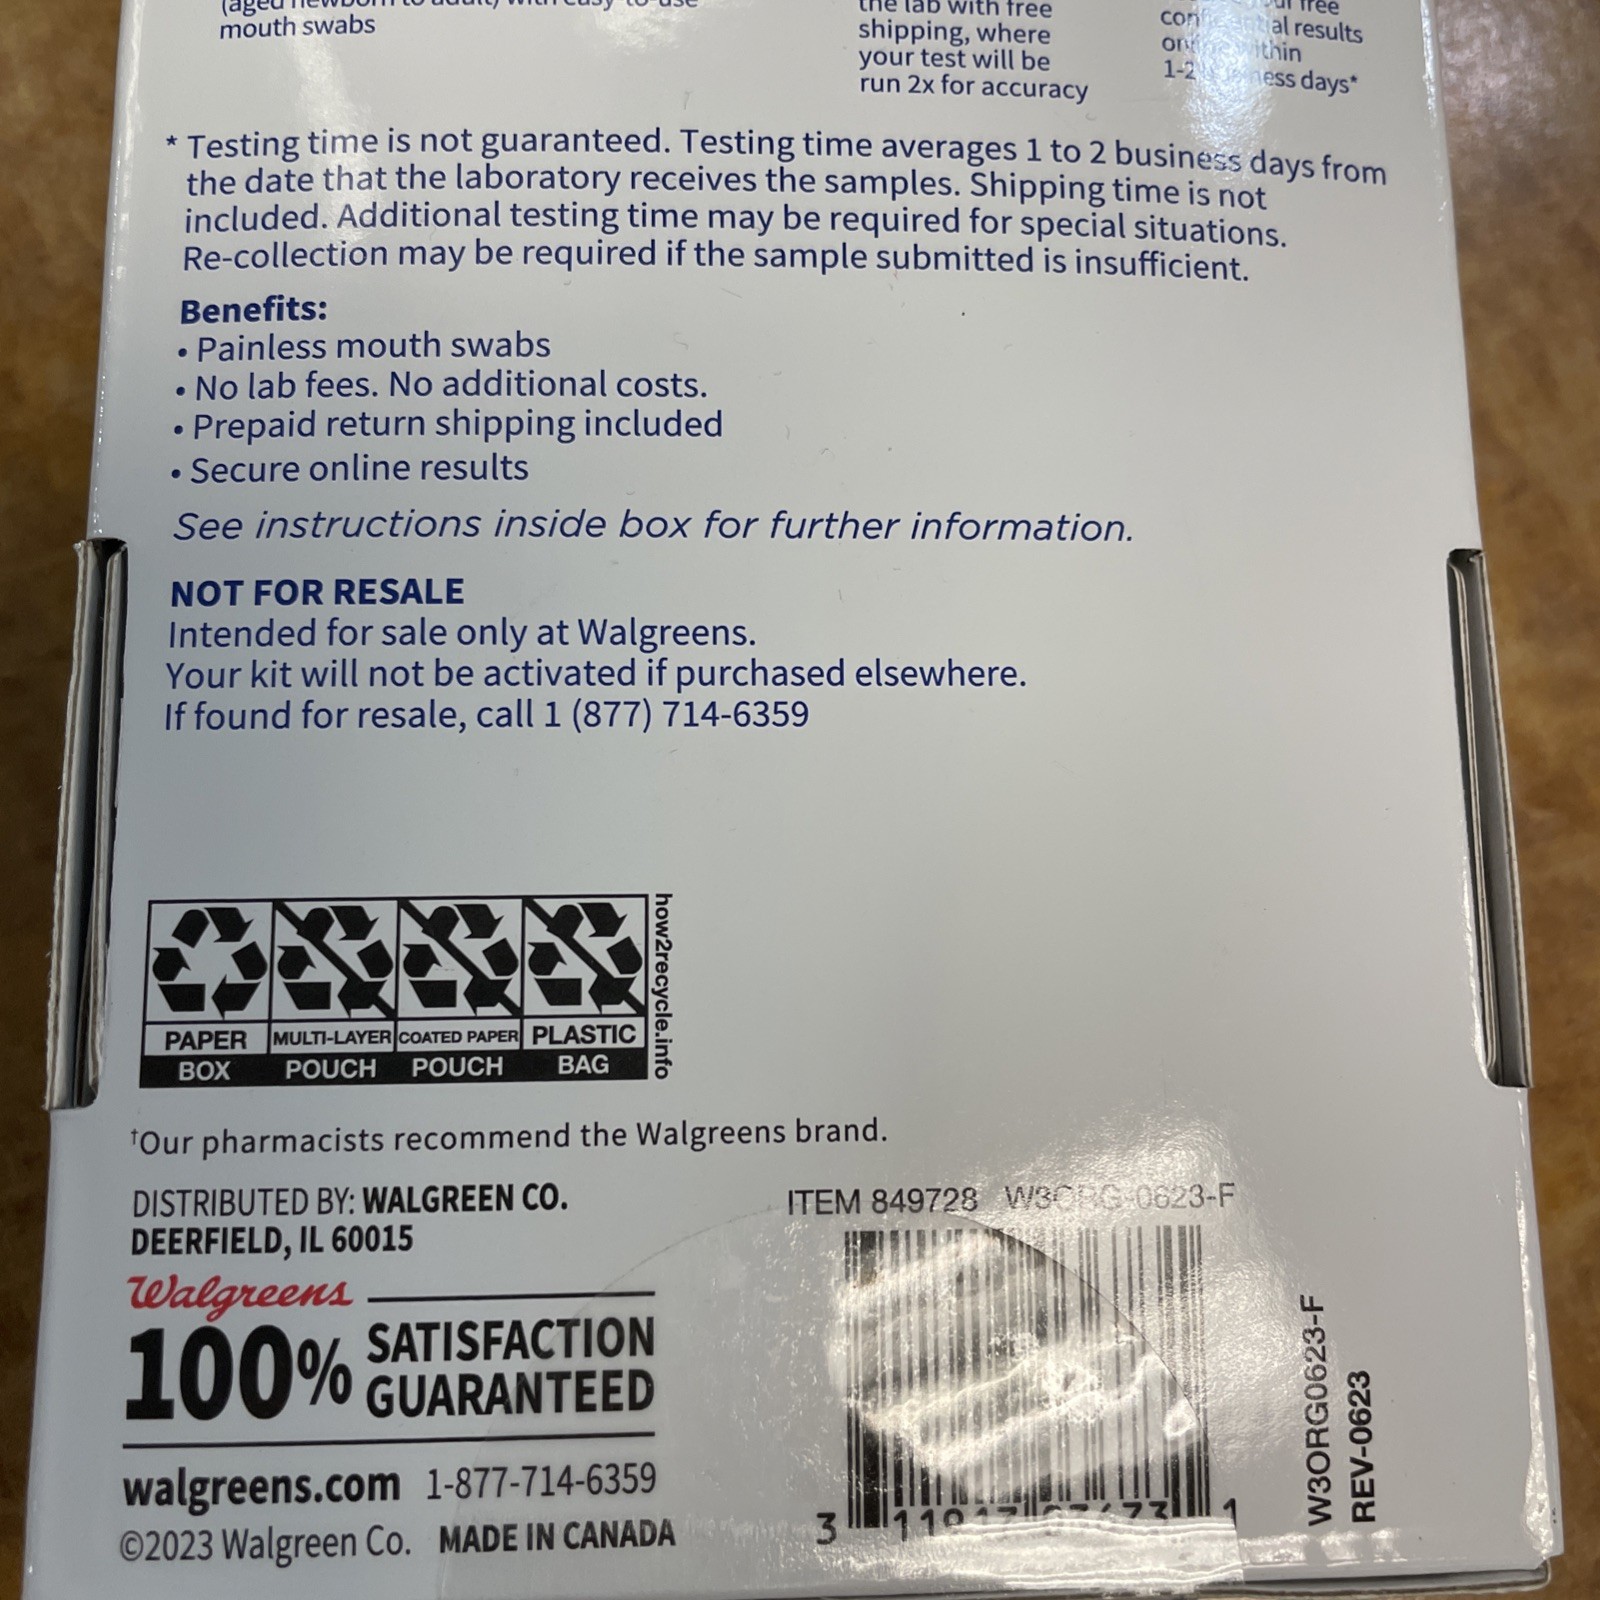 mouth swabs
the lab with free
shipping, where
your test will be
run 2x for accuracy
free
results
1-2 days*
* Testing time is not guaranteed. Testing time averages 1 to 2 business days from
the date that the laboratory receives the samples. Shipping time is not
included. Additional testing time may be required for special situations.
Re-collection may be required if the sample submitted is insufficient.
Benefits:
• Painless mouth swabs
• No lab fees. No additional costs.
• Prepaid return shipping included
• Secure online results
See instructions inside box for further information.
NOT FOR RESALE
Intended for sale only at Walgreens.
Your kit will not be activated if purchased elsewhere.
If found for resale, call 1 (877) 714-6359
PAPER
BOX
MULTI-LAYER
POUCH
COATED PAPER
POUCH
PLASTIC
BAG
how2recycle.info
†Our pharmacists recommend the Walgreens brand.
DISTRIBUTED BY: WALGREEN CO.
DEERFIELD, IL 60015
Walgreens
100% SATISFACTION
GUARANTEED
walgreens.com 1-877-714-6359
©2023 Walgreen Co. MADE IN CANADA
ITEM 849728 W3ORG-0623-F
W3ORG0623-F
REV-0623